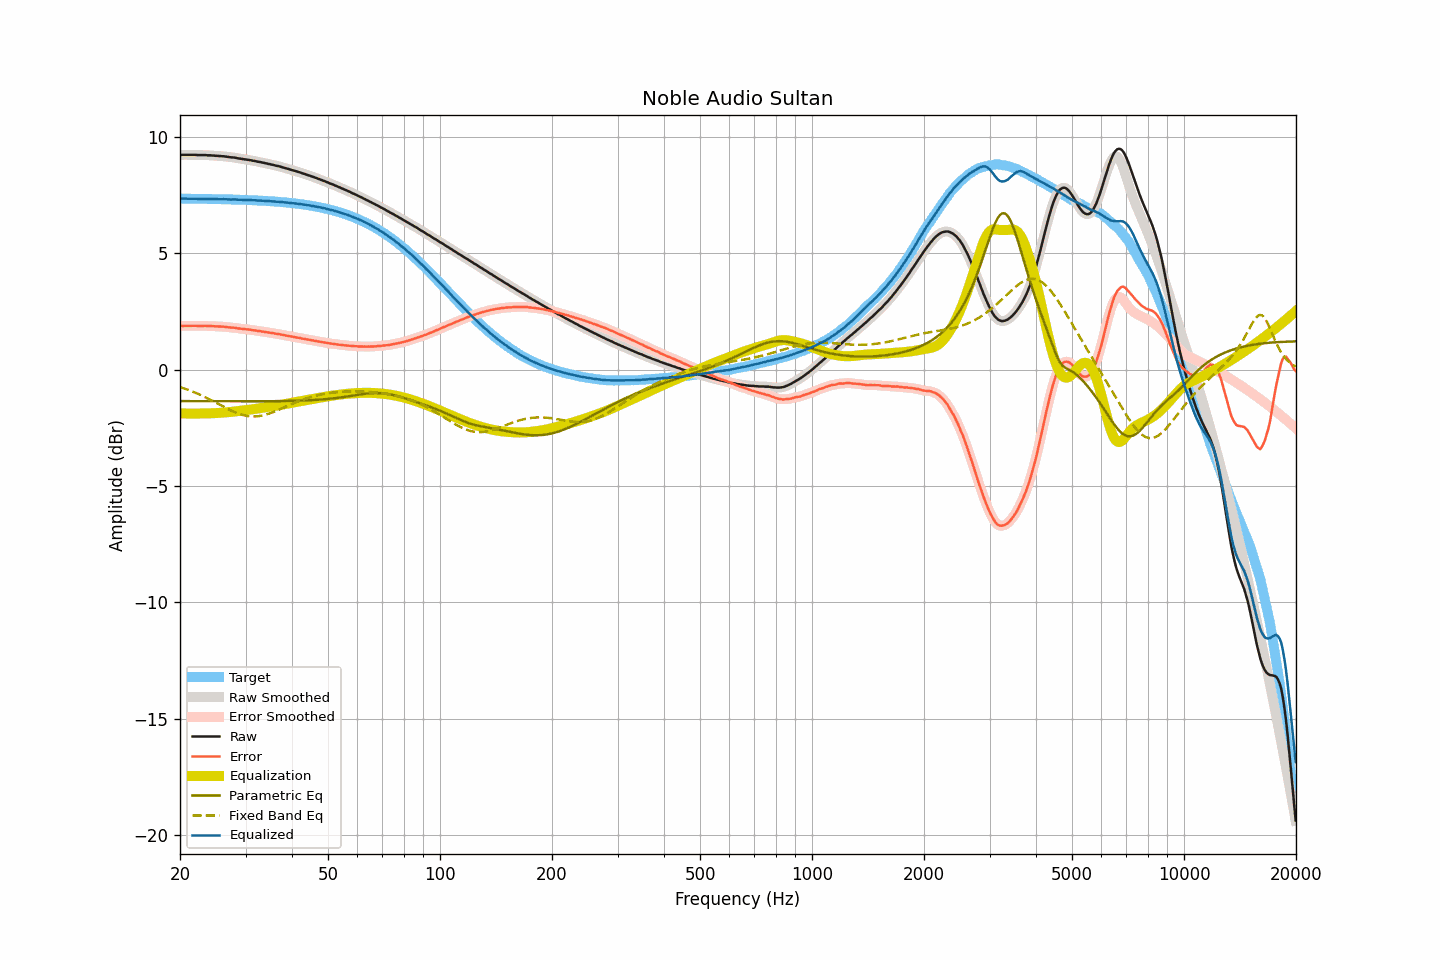 Noble Audio Sultan
10
5
0
−5
−10
−15
−20
Amplitude (dBr)
Target
Raw Smoothed
Error Smoothed
Raw
Error
Equalization
Parametric Eq
Fixed Band Eq
Equalized
20 50 100 200 500 1000 2000 5000 10000 20000
Frequency (Hz)